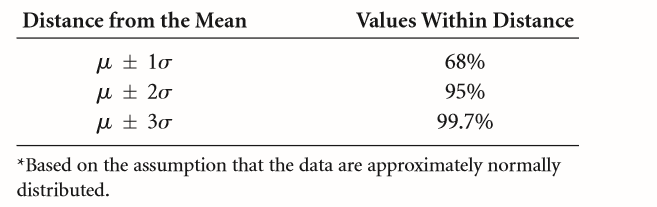 Distance from the Mean Values Within Distance
μ ± 1σ 68%
μ ± 2σ 95%
μ ± 3σ 99.7%
*Based on the assumption that the data are approximately normally
distributed.